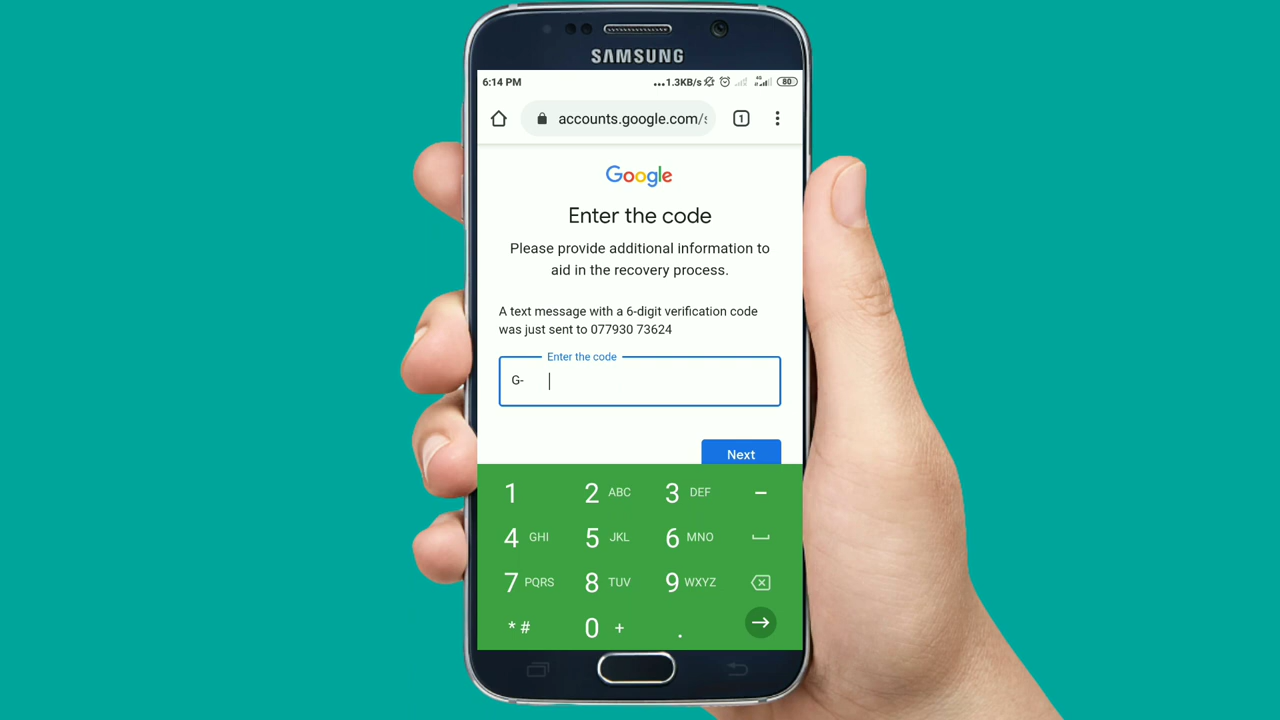 SAMSUNG
6:14 PM
...1.3KB/s
4G
80
accounts.google.com/s
1
Google
Enter the code
Please provide additional information to
aid in the recovery process.
A text message with a 6-digit verification code
was just sent to 077930 73624
Enter the code
G-
Next
1 2 ABC 3 DEF –
4 GHI 5 JKL 6 MNO
7 PQRS 8 TUV 9 WXYZ
* # 0 + .